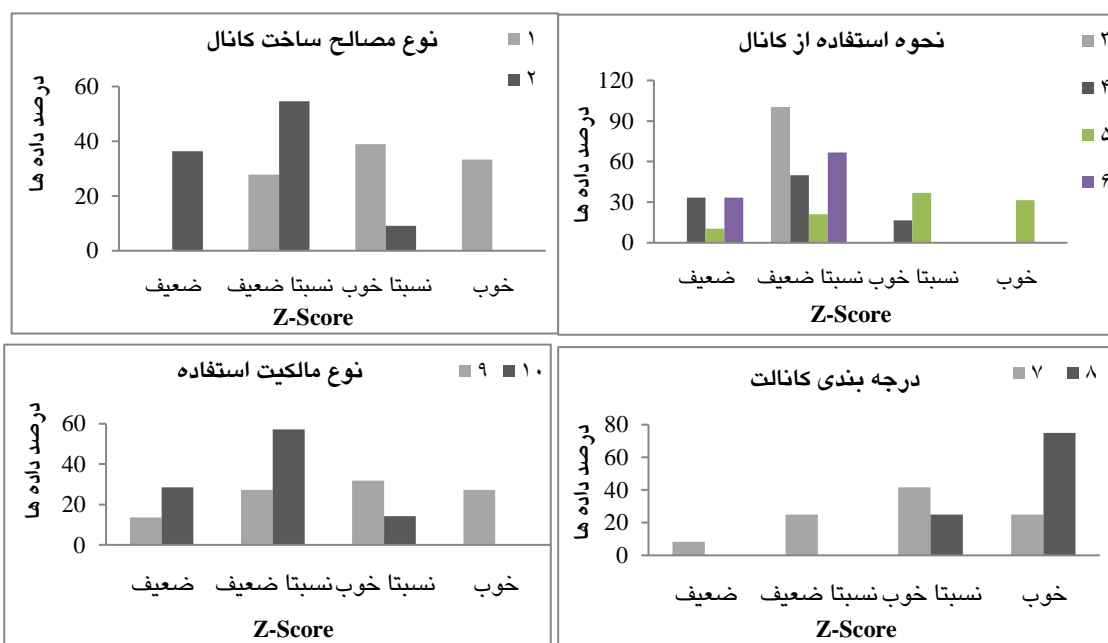 نوع مصالح ساخت کانال
۱
۲
درصد داده ها
60
40
20
0
ضعیف نسبتا ضعیف نسبتا خوب خوب
Z-Score
نحوه استفاده از کانال
۳
۴
۵
۶
درصد داده ها
120
90
60
30
0
ضعیف نسبتا ضعیف نسبتا خوب خوب
Z-Score
نوع مالکیت استفاده
۹ ۱۰
درصد داده ها
60
40
20
0
ضعیف نسبتا ضعیف نسبتا خوب خوب
Z-Score
درجه بندی کانالت
۷ ۸
درصد داده ها
80
60
40
20
0
ضعیف نسبتا ضعیف نسبتا خوب خوب
Z-Score